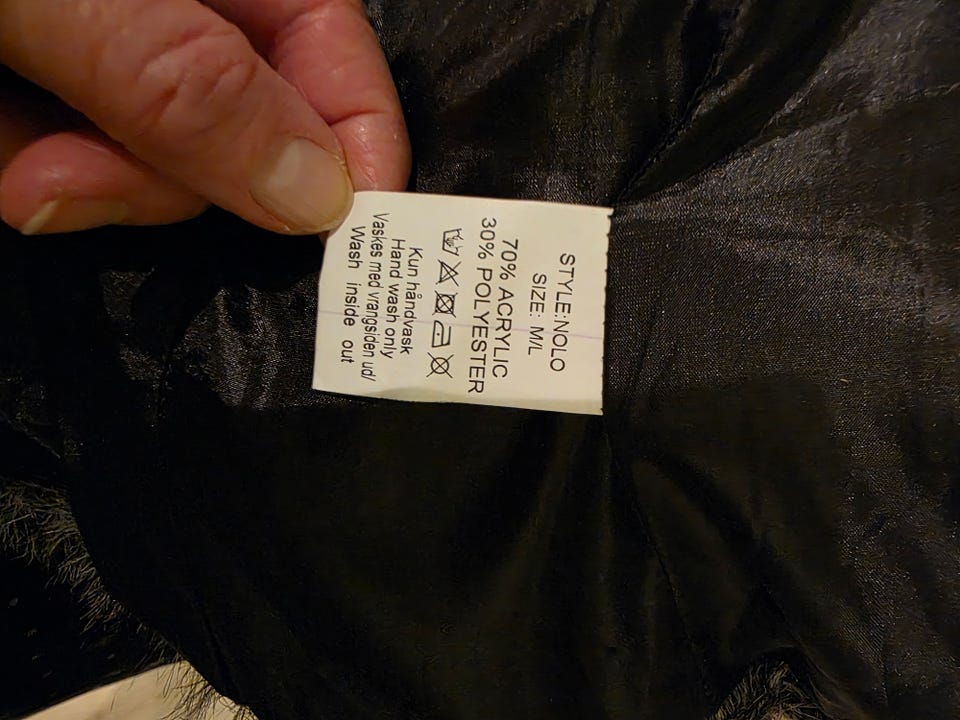 STYLE:NOLO
SIZE: M/L
70% ACRYLIC
30% POLYESTER
Kun håndvask
Hand wash only
Vaskes med vrangsiden ud/
Wash inside out